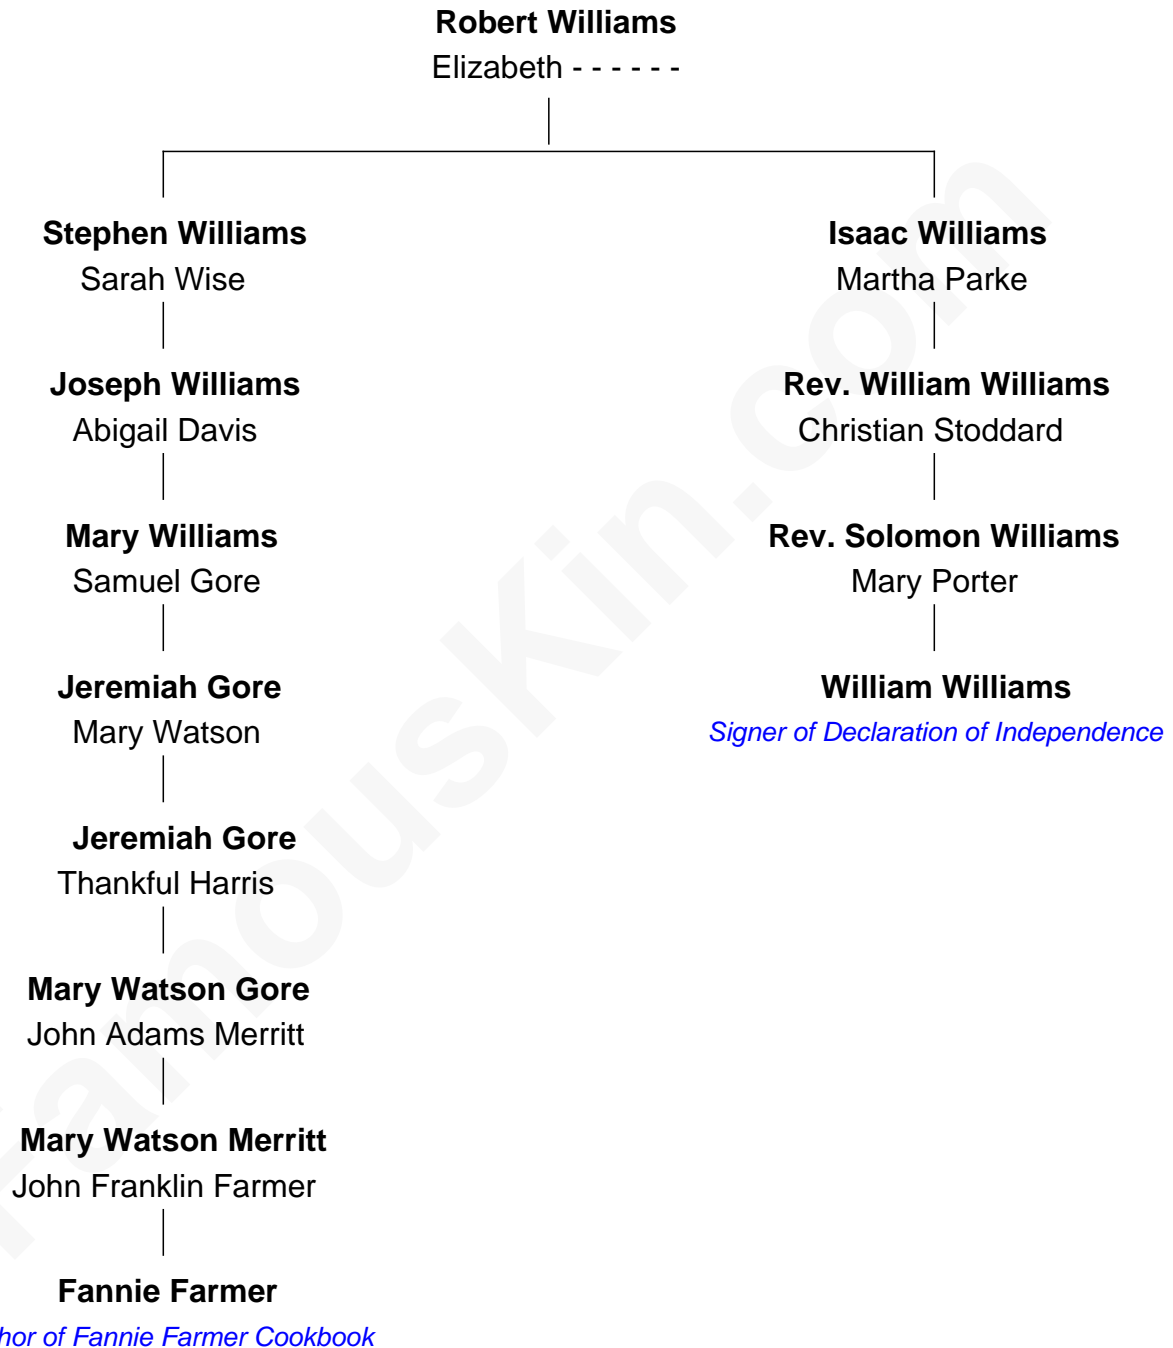 Robert Williams
Elizabeth - - - - - -
Stephen Williams
Sarah Wise
Isaac Williams
Martha Parke
Joseph Williams
Abigail Davis
Rev. William Williams
Christian Stoddard
Mary Williams
Samuel Gore
Rev. Solomon Williams
Mary Porter
Jeremiah Gore
Mary Watson
William Williams
Signer of Declaration of Independence
Jeremiah Gore
Thankful Harris
Mary Watson Gore
John Adams Merritt
Mary Watson Merritt
John Franklin Farmer
Fannie Farmer
hor of Fannie Farmer Cookbook
FamousKin.com